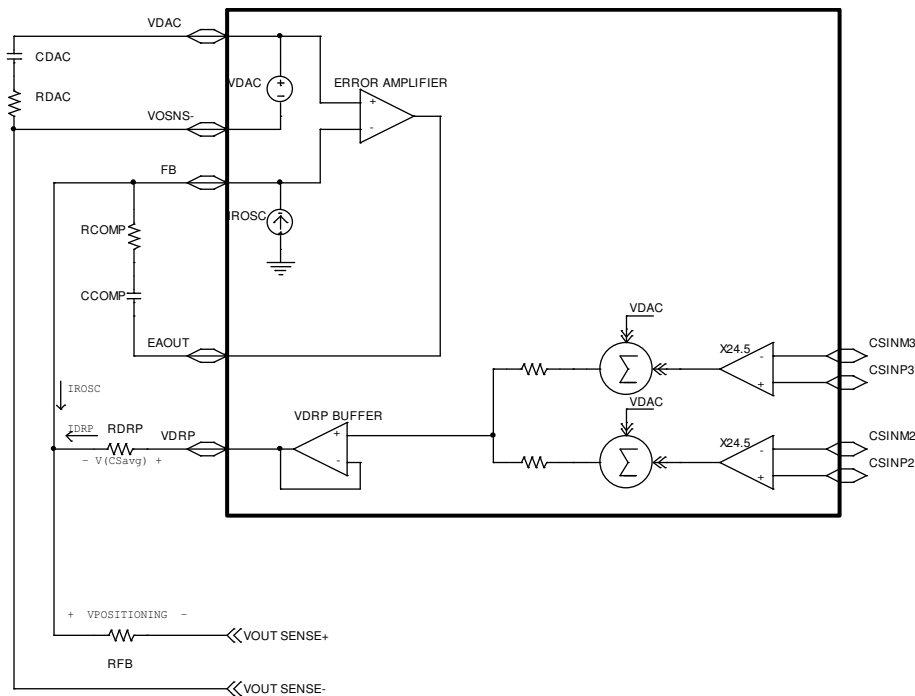 VDAC
CDAC
RDAC
VOSNS-
VDAC
+
-
ERROR AMPLIFIER
+
-
FB
IROSC
RCOMP
CCOMP
EAOUT
VDAC
X24.5
-
+
CSINM3
CSINP3
Σ
IROSC
IDRP
RDRP
VDRP
- V(CSavg) +
VDRP BUFFER
+
-
VDAC
X24.5
-
+
CSINM2
CSINP2
Σ
+ VPOSITIONING -
RFB
VOUT SENSE+
VOUT SENSE-